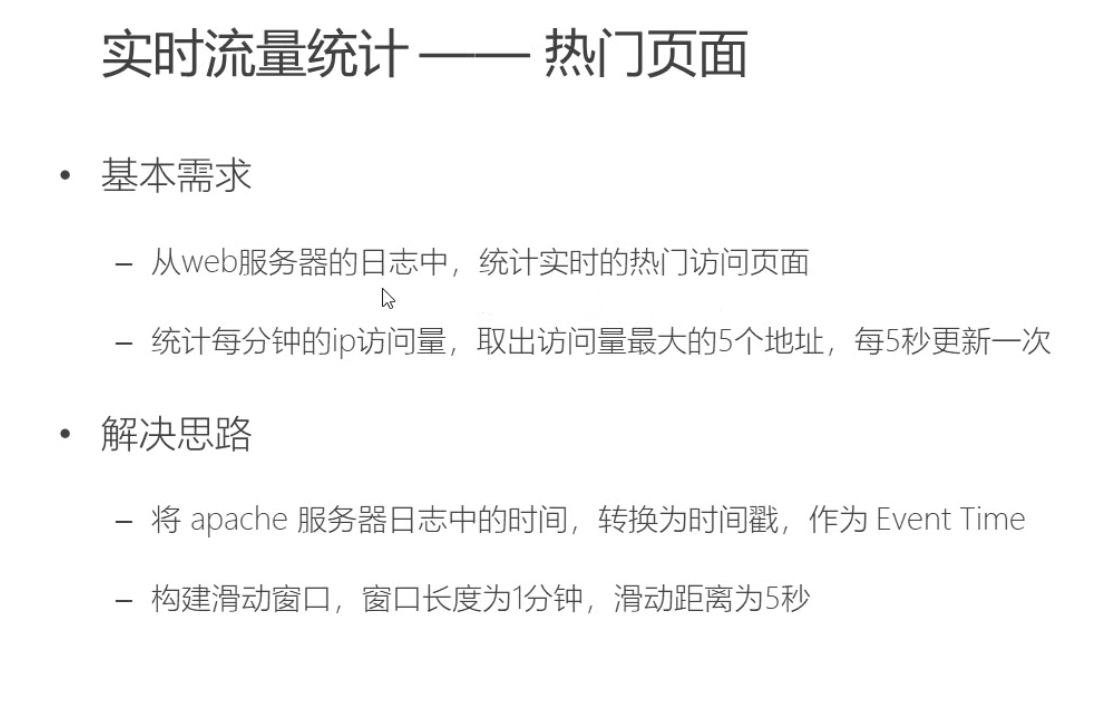 实时流量统计 —— 热门页面
• 基本需求
– 从web服务器的日志中，统计实时的热门访问页面
– 统计每分钟的ip访问量，取出访问量最大的5个地址，每5秒更新一次
• 解决思路
– 将 apache 服务器日志中的时间，转换为时间戳，作为 Event Time
– 构建滑动窗口，窗口长度为1分钟，滑动距离为5秒